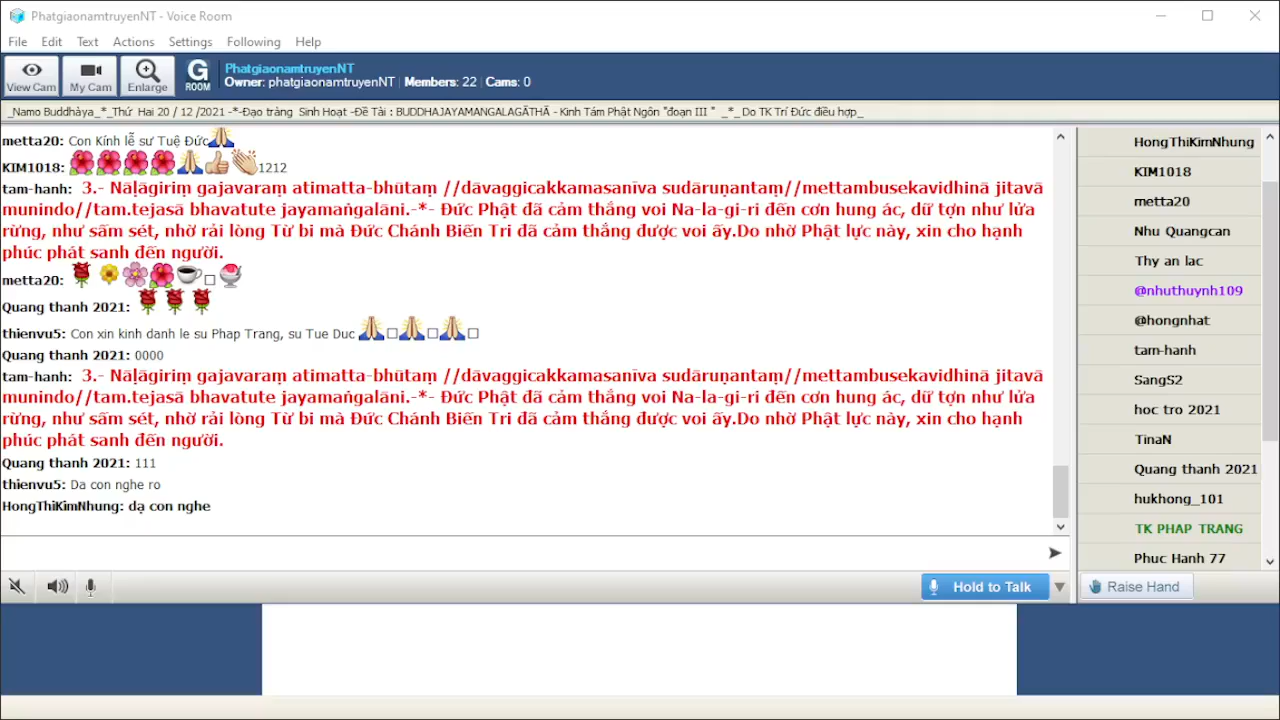 PhatgiaonamtruyenNT - Voice Room
File Edit Text Actions Settings Following Help
View Cam My Cam Enlarge G ROOM
PhatgiaonamtruyenNT
Owner: phatgiaonamtruyenNT | Members: 22 | Cams: 0
_Namo Buddhàya_*_Thứ Hai 20 / 12 /2021 -*-Đạo tràng Sinh Hoạt -Đề Tài : BUDDHAJAYAMANGALAGĀTHĀ - Kinh Tám Phật Ngôn "đoạn III " _*_ Do TK Trí Đức điều hợp_
metta20: Con Kính lễ sư Tuệ Đức
KIM1018: 1212
tam-hanh: 3.- Nāḷāgiriṃ gajavaraṃ atimatta-bhūtaṃ //dāvaggicakkamasanīva sudāruṇantaṃ//mettambusekavidhinā jitavā
munindo//tam.tejasā bhavatute jayamaṅgalāni.-*- Đức Phật đã cảm thắng voi Na-la-gi-ri đến cơn hung ác, dữ tợn như lửa
rừng, như sấm sét, nhờ rải lòng Từ bi mà Đức Chánh Biến Tri đã cảm thắng được voi ấy.Do nhờ Phật lực này, xin cho hạnh
phúc phát sanh đến người.
metta20:
Quang thanh 2021:
thienvu5: Con xin kinh danh le su Phap Trang, su Tue Duc
Quang thanh 2021: 0000
tam-hanh: 3.- Nāḷāgiriṃ gajavaraṃ atimatta-bhūtaṃ //dāvaggicakkamasanīva sudāruṇantaṃ//mettambusekavidhinā jitavā
munindo//tam.tejasā bhavatute jayamaṅgalāni.-*- Đức Phật đã cảm thắng voi Na-la-gi-ri đến cơn hung ác, dữ tợn như lửa
rừng, như sấm sét, nhờ rải lòng Từ bi mà Đức Chánh Biến Tri đã cảm thắng được voi ấy.Do nhờ Phật lực này, xin cho hạnh
phúc phát sanh đến người.
Quang thanh 2021: 111
thienvu5: Da con nghe ro
HongThiKimNhung: dạ con nghe
HongThiKimNhung
KIM1018
metta20
Nhu Quangcan
Thy an lac
@nhuthuynh109
@hongnhat
tam-hanh
SangS2
hoc tro 2021
TinaN
Quang thanh 2021
hukhong_101
TK PHAP TRANG
Phuc Hanh 77
Hold to Talk
Raise Hand